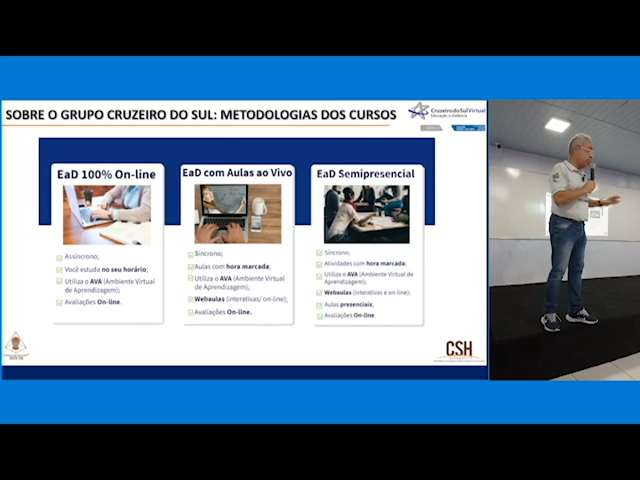 SOBRE O GRUPO CRUZEIRO DO SUL: METODOLOGIAS DOS CURSOS
CruzeirodoSulVirtual
Educação a distância
EaD 100% On-line
Assíncrono;
Você estuda no seu horário;
Utiliza o AVA (Ambiente Virtual
de Aprendizagem);
Avaliações On-line.
EaD com Aulas ao Vivo
Síncrono;
Aulas com hora marcada;
Utiliza o AVA (Ambiente Virtual
de Aprendizagem),
Webaulas (interativas/ on-line);
Avaliações On-line.
EaD Semipresencial
Síncrono;
Atividades com hora marcada;
Utiliza o AVA (Ambiente Virtual de
Aprendizagem);
Webaulas (interativas e on-line);
Aulas presenciais;
Avaliações On-line.
CSH